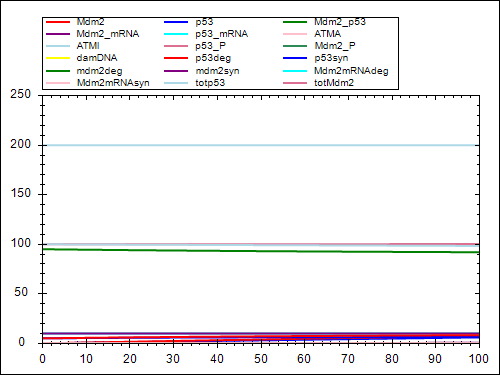 Mdm2 p53 Mdm2_p53
Mdm2_mRNA p53_mRNA ATMA
ATMI p53_P Mdm2_P
damDNA p53deg p53syn
mdm2deg mdm2syn Mdm2mRNAdeg
Mdm2mRNAsyn totp53 totMdm2
250
200
150
100
50
0
0 10 20 30 40 50 60 70 80 90 100